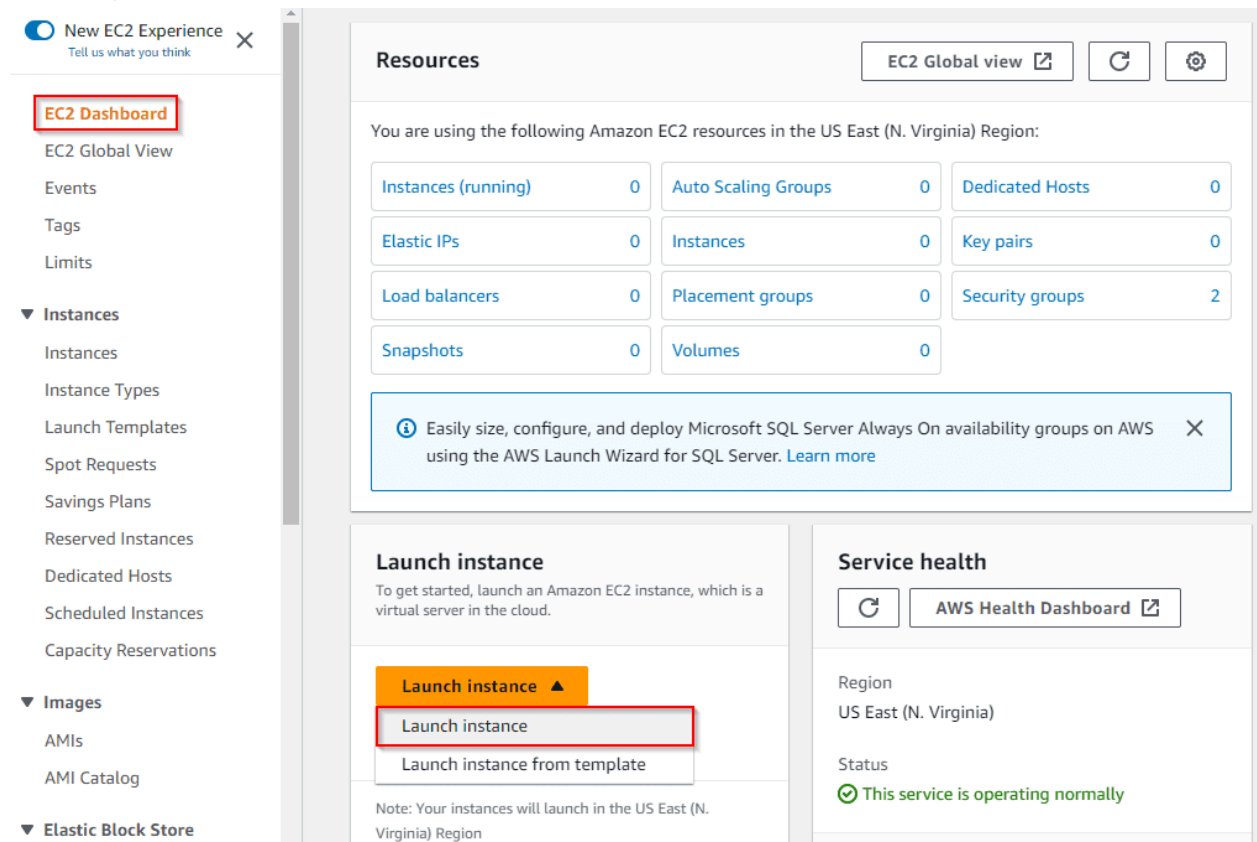 New EC2 Experience
Tell us what you think
EC2 Dashboard
EC2 Global View
Events
Tags
Limits
Instances
Instances
Instance Types
Launch Templates
Spot Requests
Savings Plans
Reserved Instances
Dedicated Hosts
Scheduled Instances
Capacity Reservations
Images
AMIs
AMI Catalog
Elastic Block Store
Resources
EC2 Global view
You are using the following Amazon EC2 resources in the US East (N. Virginia) Region:
Instances (running) 0 Auto Scaling Groups 0 Dedicated Hosts 0
Elastic IPs 0 Instances 0 Key pairs 0
Load balancers 0 Placement groups 0 Security groups 2
Snapshots 0 Volumes 0
Easily size, configure, and deploy Microsoft SQL Server Always On availability groups on AWS
using the AWS Launch Wizard for SQL Server. Learn more
Launch instance
To get started, launch an Amazon EC2 instance, which is a
virtual server in the cloud.
Launch instance
Launch instance
Launch instance from template
Note: Your instances will launch in the US East (N.
Virginia) Region
Service health
AWS Health Dashboard
Region
US East (N. Virginia)
Status
This service is operating normally